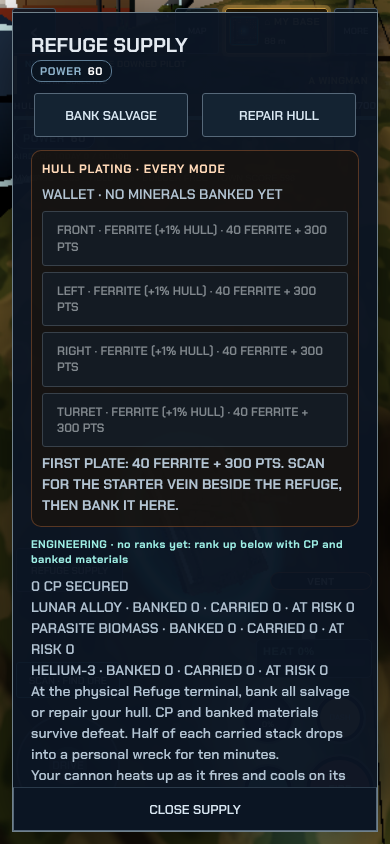 REFUGE SUPPLY
POWER 60
BANK SALVAGE
REPAIR HULL
HULL PLATING · EVERY MODE
WALLET · NO MINERALS BANKED YET
FRONT · FERRITE (+1% HULL) · 40 FERRITE + 300
PTS
LEFT · FERRITE (+1% HULL) · 40 FERRITE + 300
PTS
RIGHT · FERRITE (+1% HULL) · 40 FERRITE + 300
PTS
TURRET · FERRITE (+1% HULL) · 40 FERRITE +
300 PTS
FIRST PLATE: 40 FERRITE + 300 PTS. SCAN
FOR THE STARTER VEIN BESIDE THE REFUGE,
THEN BANK IT HERE.
ENGINEERING · no ranks yet: rank up below with CP and
banked materials
0 CP SECURED
LUNAR ALLOY · BANKED 0 · CARRIED 0 · AT RISK 0
PARASITE BIOMASS · BANKED 0 · CARRIED 0 · AT
RISK 0
HELIUM-3 · BANKED 0 · CARRIED 0 · AT RISK 0
At the physical Refuge terminal, bank all salvage
or repair your hull. CP and banked materials
survive defeat. Half of each carried stack drops
into a personal wreck for ten minutes.
Your cannon heats up as it fires and cools on its
CLOSE SUPPLY